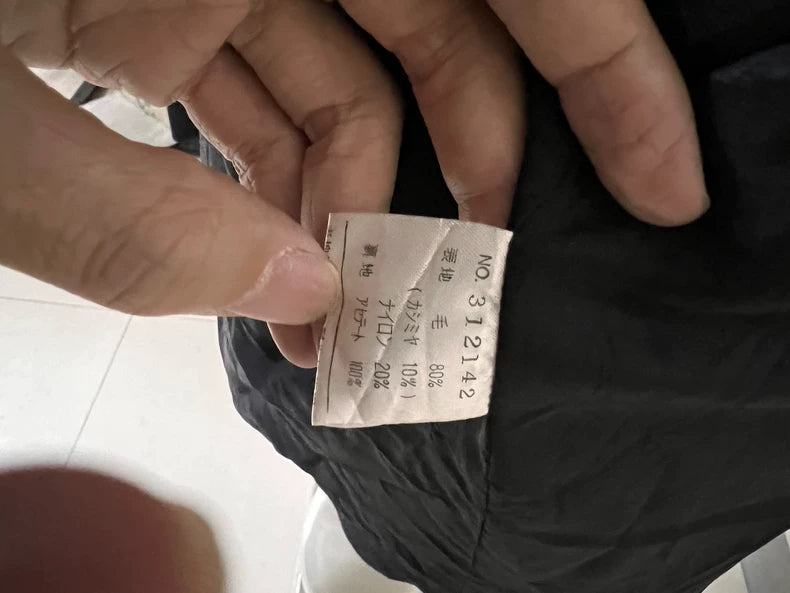 NO. 312142
表地 毛 80%
(カシミヤ 10%)
ナイロン 20%
裏地 アセテート 100%